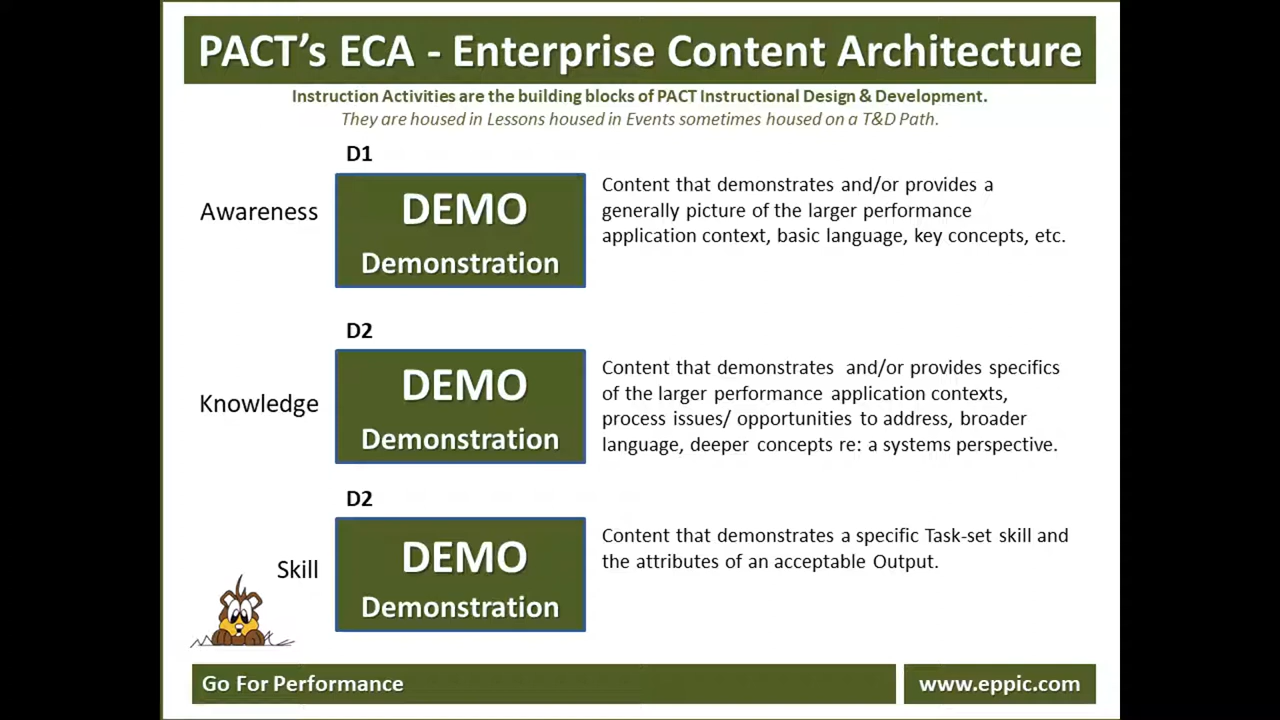 PACT's ECA - Enterprise Content Architecture
Instruction Activities are the building blocks of PACT Instructional Design & Development.
They are housed in Lessons housed in Events sometimes housed on a T&D Path.
D1
Awareness
DEMO
Demonstration
Content that demonstrates and/or provides a
generally picture of the larger performance
application context, basic language, key concepts, etc.
D2
Knowledge
DEMO
Demonstration
Content that demonstrates and/or provides specifics
of the larger performance application contexts,
process issues/ opportunities to address, broader
language, deeper concepts re: a systems perspective.
D2
Skill
DEMO
Demonstration
Content that demonstrates a specific Task-set skill and
the attributes of an acceptable Output.
Go For Performance
www.eppic.com